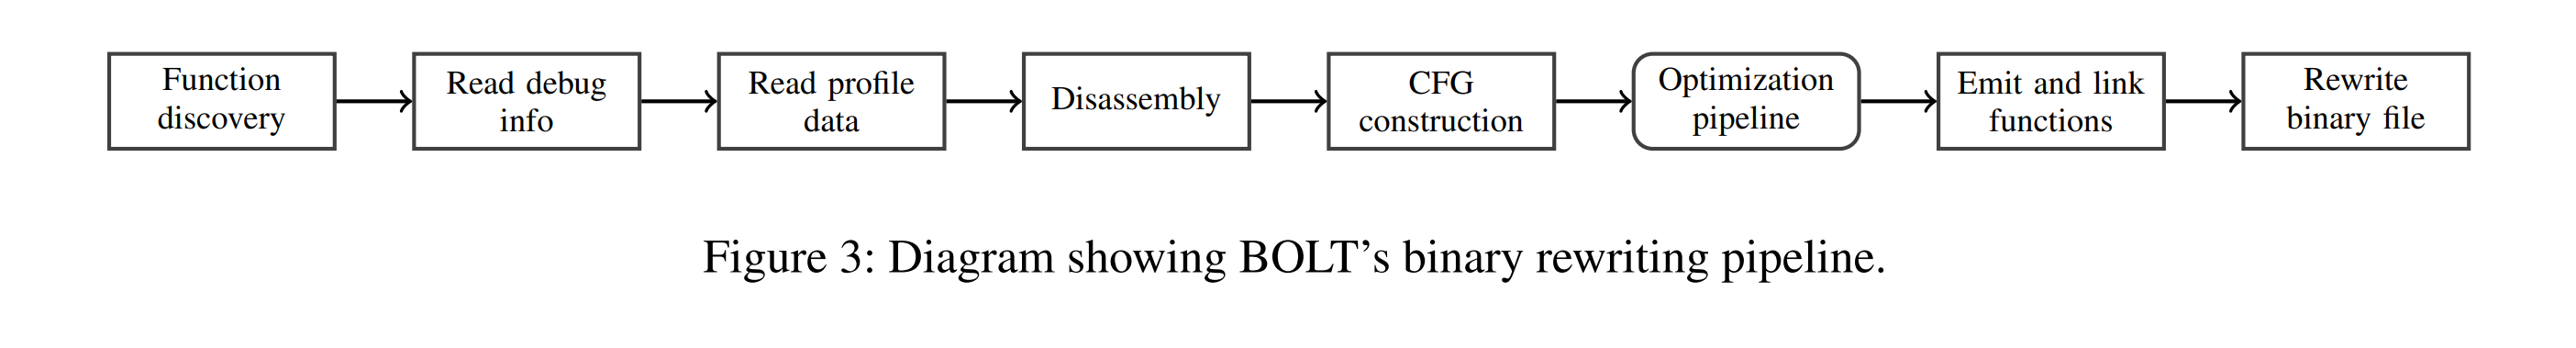 Function
discovery
Read debug
info
Read profile
data
Disassembly
CFG
construction
Optimization
pipeline
Emit and link
functions
Rewrite
binary file
Figure 3: Diagram showing BOLT’s binary rewriting pipeline.